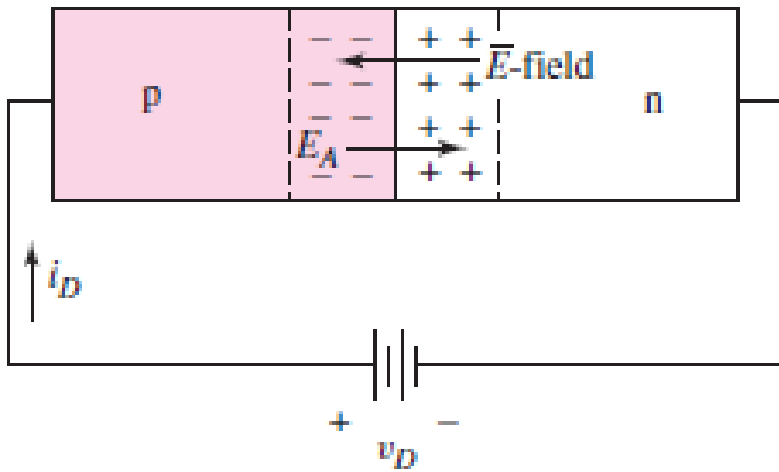 − − + + E̅-field
− − + +
p n
− − + +
E_A
− − + +
i_D
+ −
v_D